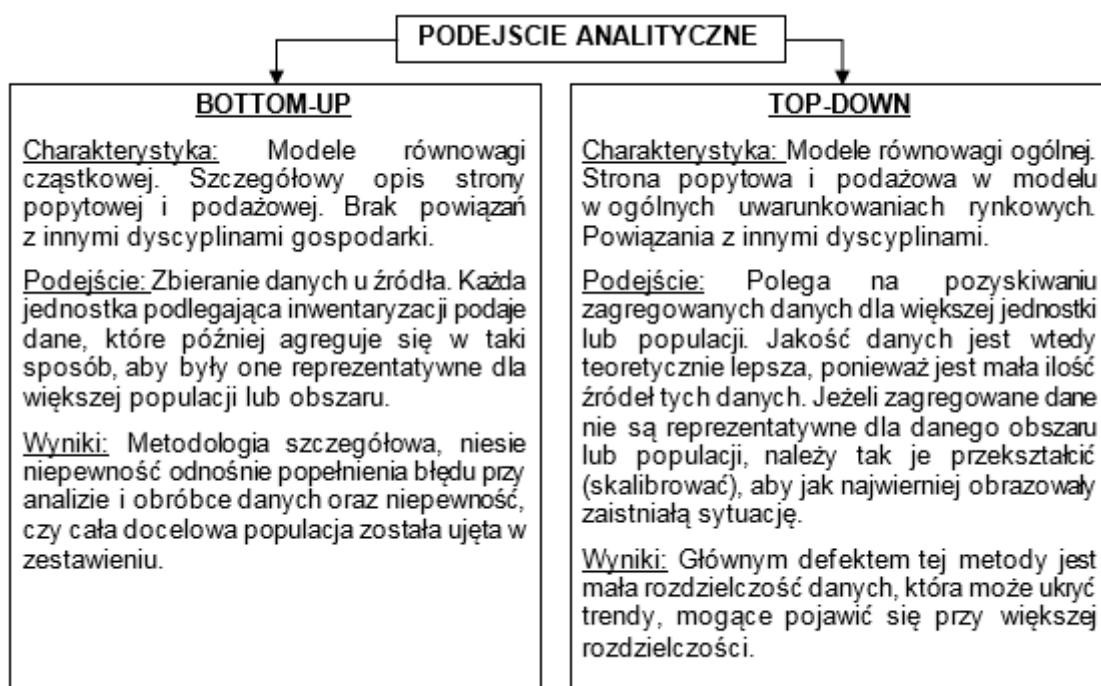 PODEJSCIE ANALITYCZNE
BOTTOM-UP
Charakterystyka: Modele równowagi
cząstkowej. Szczegółowy opis strony
popytowej i podażowej. Brak powiązań
z innymi dyscyplinami gospodarki.
Podejście: Zbieranie danych u źródła. Każda
jednostka podlegająca inwentaryzacji podaje
dane, które później agreguje się w taki
sposób, aby były one reprezentatywne dla
większej populacji lub obszaru.
Wyniki: Metodologia szczegółowa, niesie
niepewność odnośnie popełnienia błędu przy
analizie i obróbce danych oraz niepewność,
czy cała docelowa populacja została ujęta w
zestawieniu.
TOP-DOWN
Charakterystyka: Modele równowagi ogólnej.
Strona popytowa i podażowa w modelu
w ogólnych uwarunkowaniach rynkowych.
Powiązania z innymi dyscyplinami.
Podejście: Polega na pozyskiwaniu
zagregowanych danych dla większej jednostki
lub populacji. Jakość danych jest wtedy
teoretycznie lepsza, ponieważ jest mała ilość
źródeł tych danych. Jeżeli zagregowane dane
nie są reprezentatywne dla danego obszaru
lub populacji, należy tak je przekształcić
(skalibrować), aby jak najwierniej obrazowały
zaistniałą sytuację.
Wyniki: Głównym defektem tej metody jest
mała rozdzielczość danych, która może ukryć
trendy, mogące pojawić się przy większej
rozdzielczości.